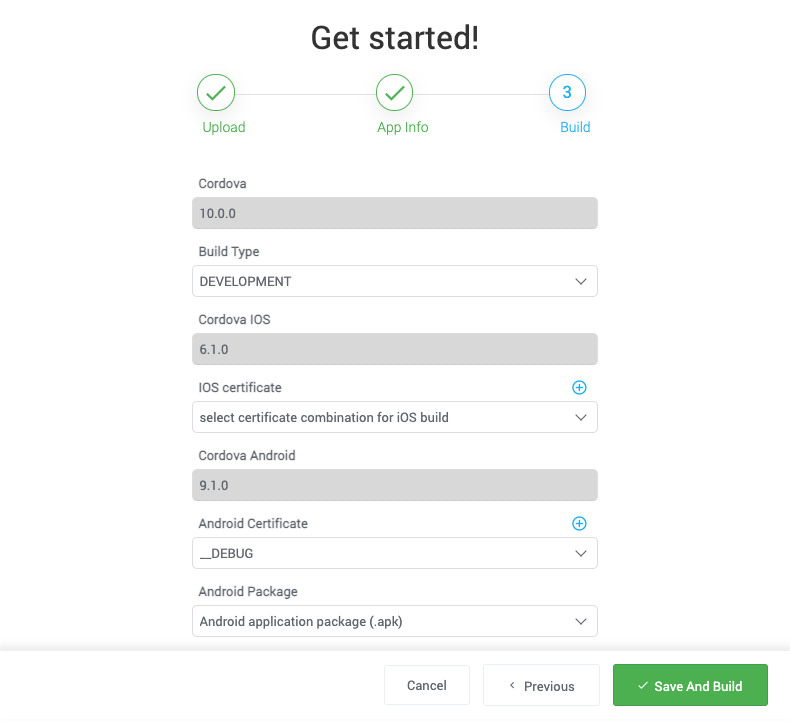 Get started!
3
Upload App Info Build
Cordova
10.0.0
Build Type
DEVELOPMENT
Cordova IOS
6.1.0
IOS certificate
select certificate combination for iOS build
Cordova Android
9.1.0
Android Certificate
__DEBUG
Android Package
Android application package (.apk)
Cancel Previous Save And Build